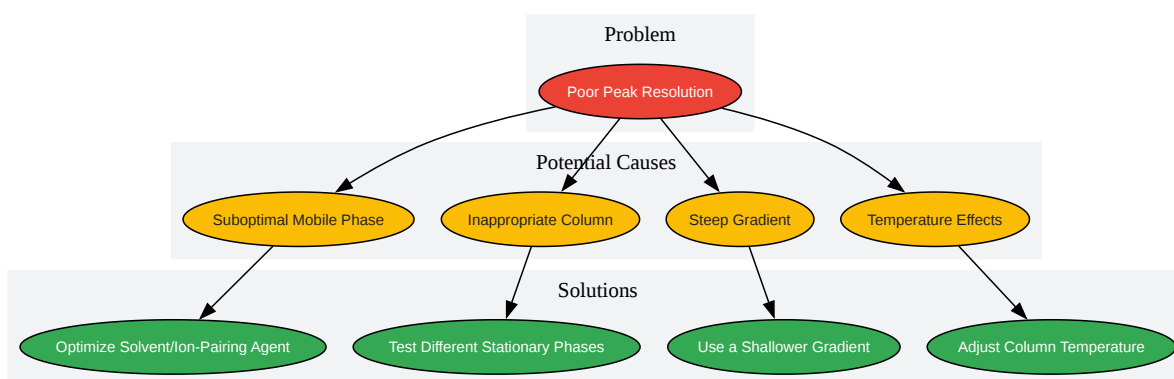 Problem
Poor Peak Resolution
Potential Causes
Suboptimal Mobile Phase
Inappropriate Column
Steep Gradient
Temperature Effects
Solutions
Optimize Solvent/Ion-Pairing Agent
Test Different Stationary Phases
Use a Shallower Gradient
Adjust Column Temperature